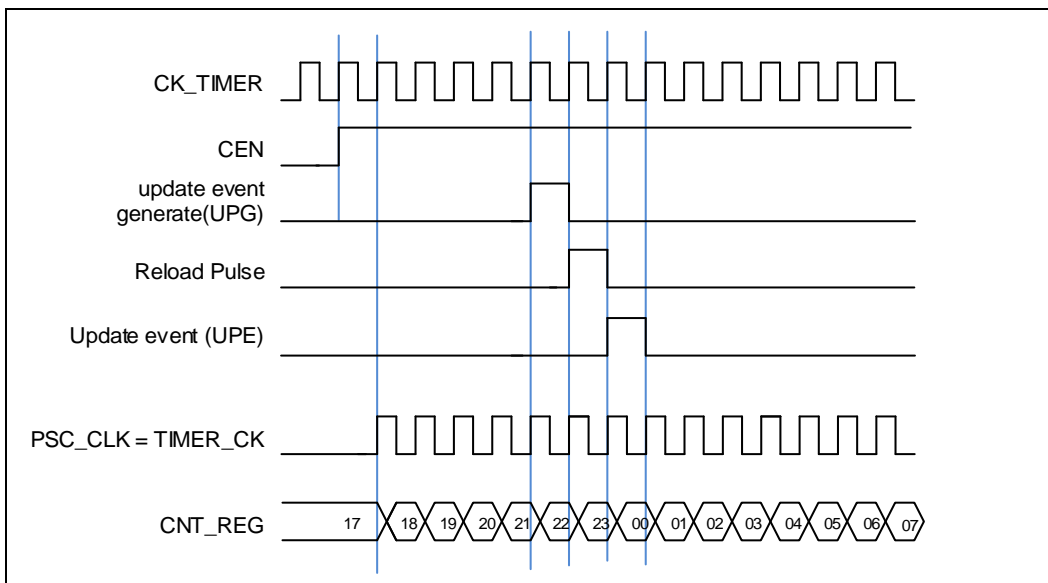 CK_TIMER
CEN
update event
generate(UPG)
Reload Pulse
Update event (UPE)
PSC_CLK = TIMER_CK
CNT_REG 17 18 19 20 21 22 23 00 01 02 03 04 05 06 07